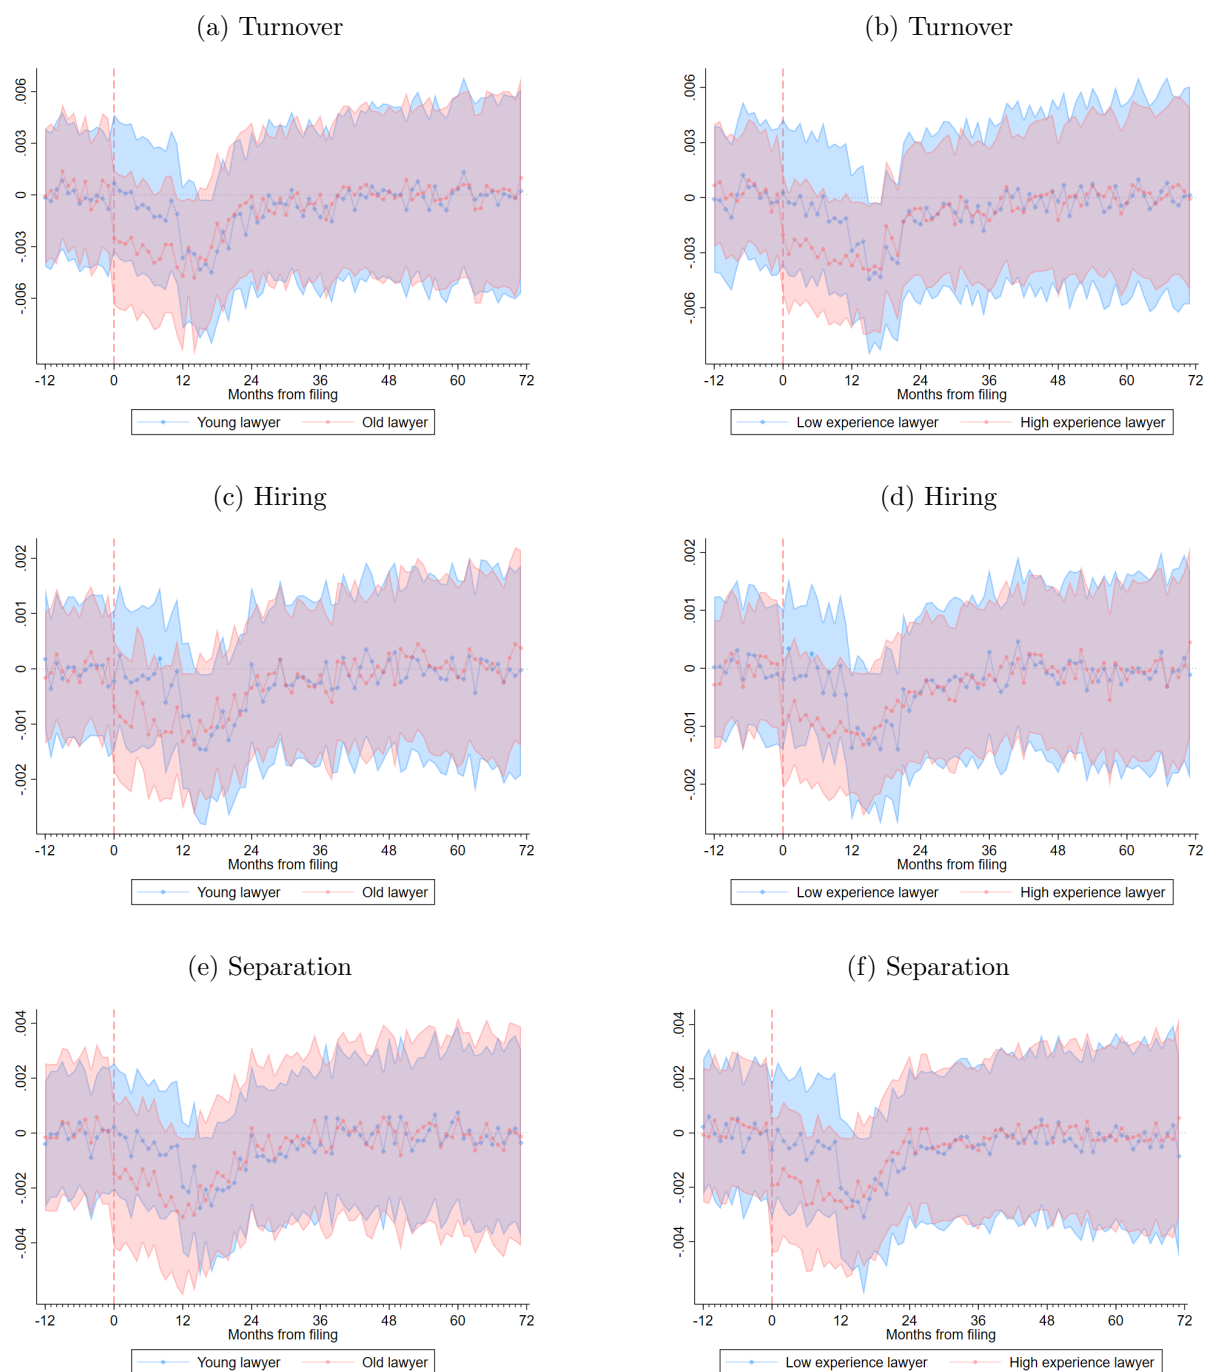 (a) Turnover
(b) Turnover
.006
.003
0
-.003
-.006
-12 0 12 24 36 48 60 72
Months from filing
Young lawyer Old lawyer
.006
.003
0
-.003
-.006
-12 0 12 24 36 48 60 72
Months from filing
Low experience lawyer High experience lawyer
(c) Hiring
(d) Hiring
.002
.001
0
-.001
-.002
-12 0 12 24 36 48 60 72
Months from filing
Young lawyer Old lawyer
.002
.001
0
-.001
-.002
-12 0 12 24 36 48 60 72
Months from filing
Low experience lawyer High experience lawyer
(e) Separation
(f) Separation
.004
.002
0
-.002
-.004
-12 0 12 24 36 48 60 72
Months from filing
Young lawyer Old lawyer
.004
.002
0
-.002
-.004
-12 0 12 24 36 48 60 72
Months from filing
Low experience lawyer High experience lawyer